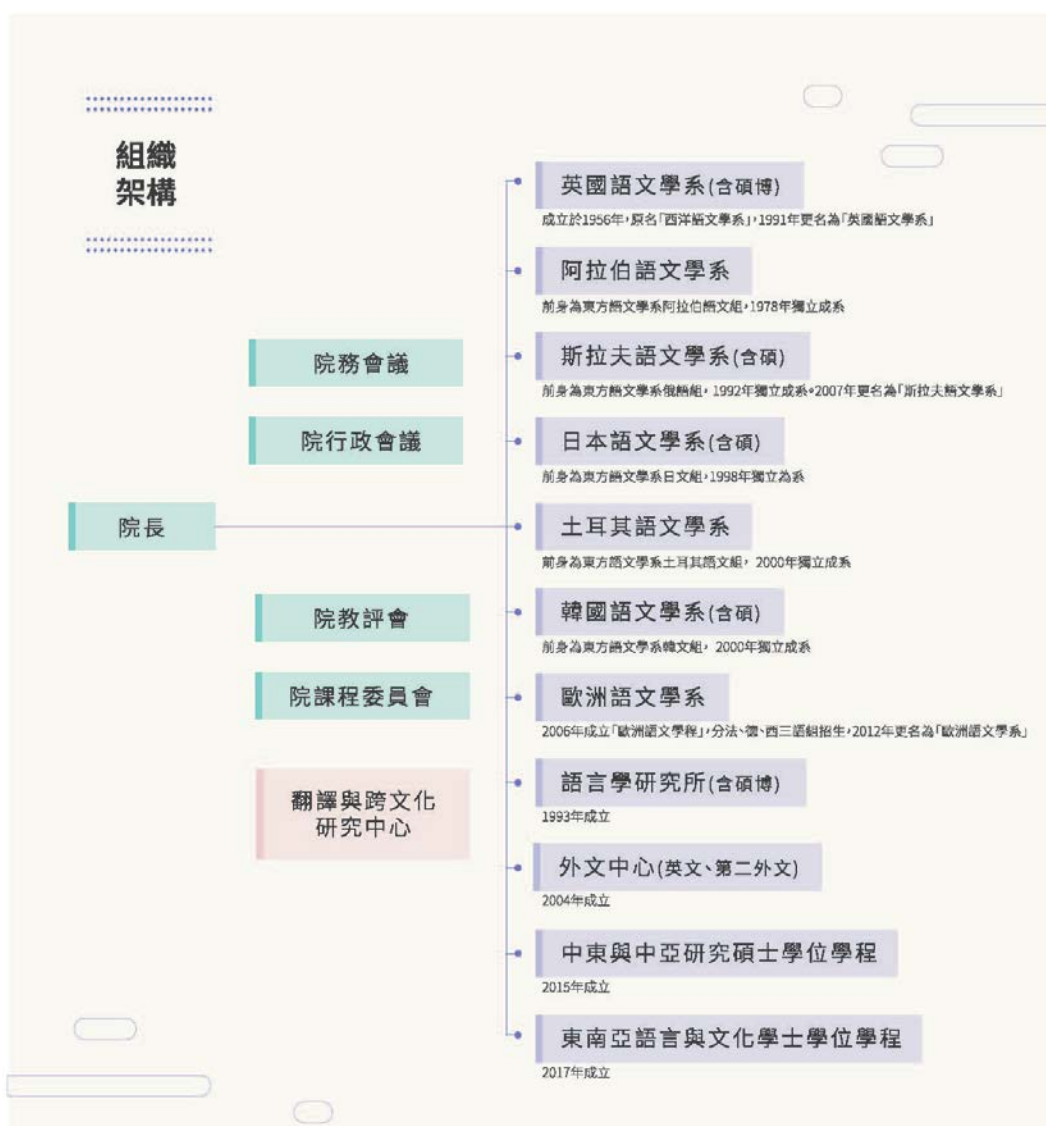 組織
架構
英國語文學系(含碩博)
成立於1956年,原名「西洋語文學系」,1991年更名為「英國語文學系」
阿拉伯語文學系
前身為東方語文學系阿拉伯語文組,1978年獨立成系
院務會議
斯拉夫語文學系(含碩)
前身為東方語文學系俄語組, 1992年獨立成系。2007年更名為「斯拉夫語文學系」
院行政會議
日本語文學系(含碩)
前身為東方語文學系日文組,1998年獨立為系
院長
土耳其語文學系
前身為東方語文學系土耳其語文組, 2000年獨立成系
院教評會
韓國語文學系(含碩)
前身為東方語文學系韓文組, 2000年獨立成系
院課程委員會
歐洲語文學系
2006年成立「歐洲語文學程」,分法、德、西三語組招生,2012年更名為「歐洲語文學系」
翻譯與跨文化
研究中心
語言學研究所(含碩博)
1993年成立
外文中心(英文、第二外文)
2004年成立
中東與中亞研究碩士學位學程
2015年成立
東南亞語言與文化學士學位學程
2017年成立